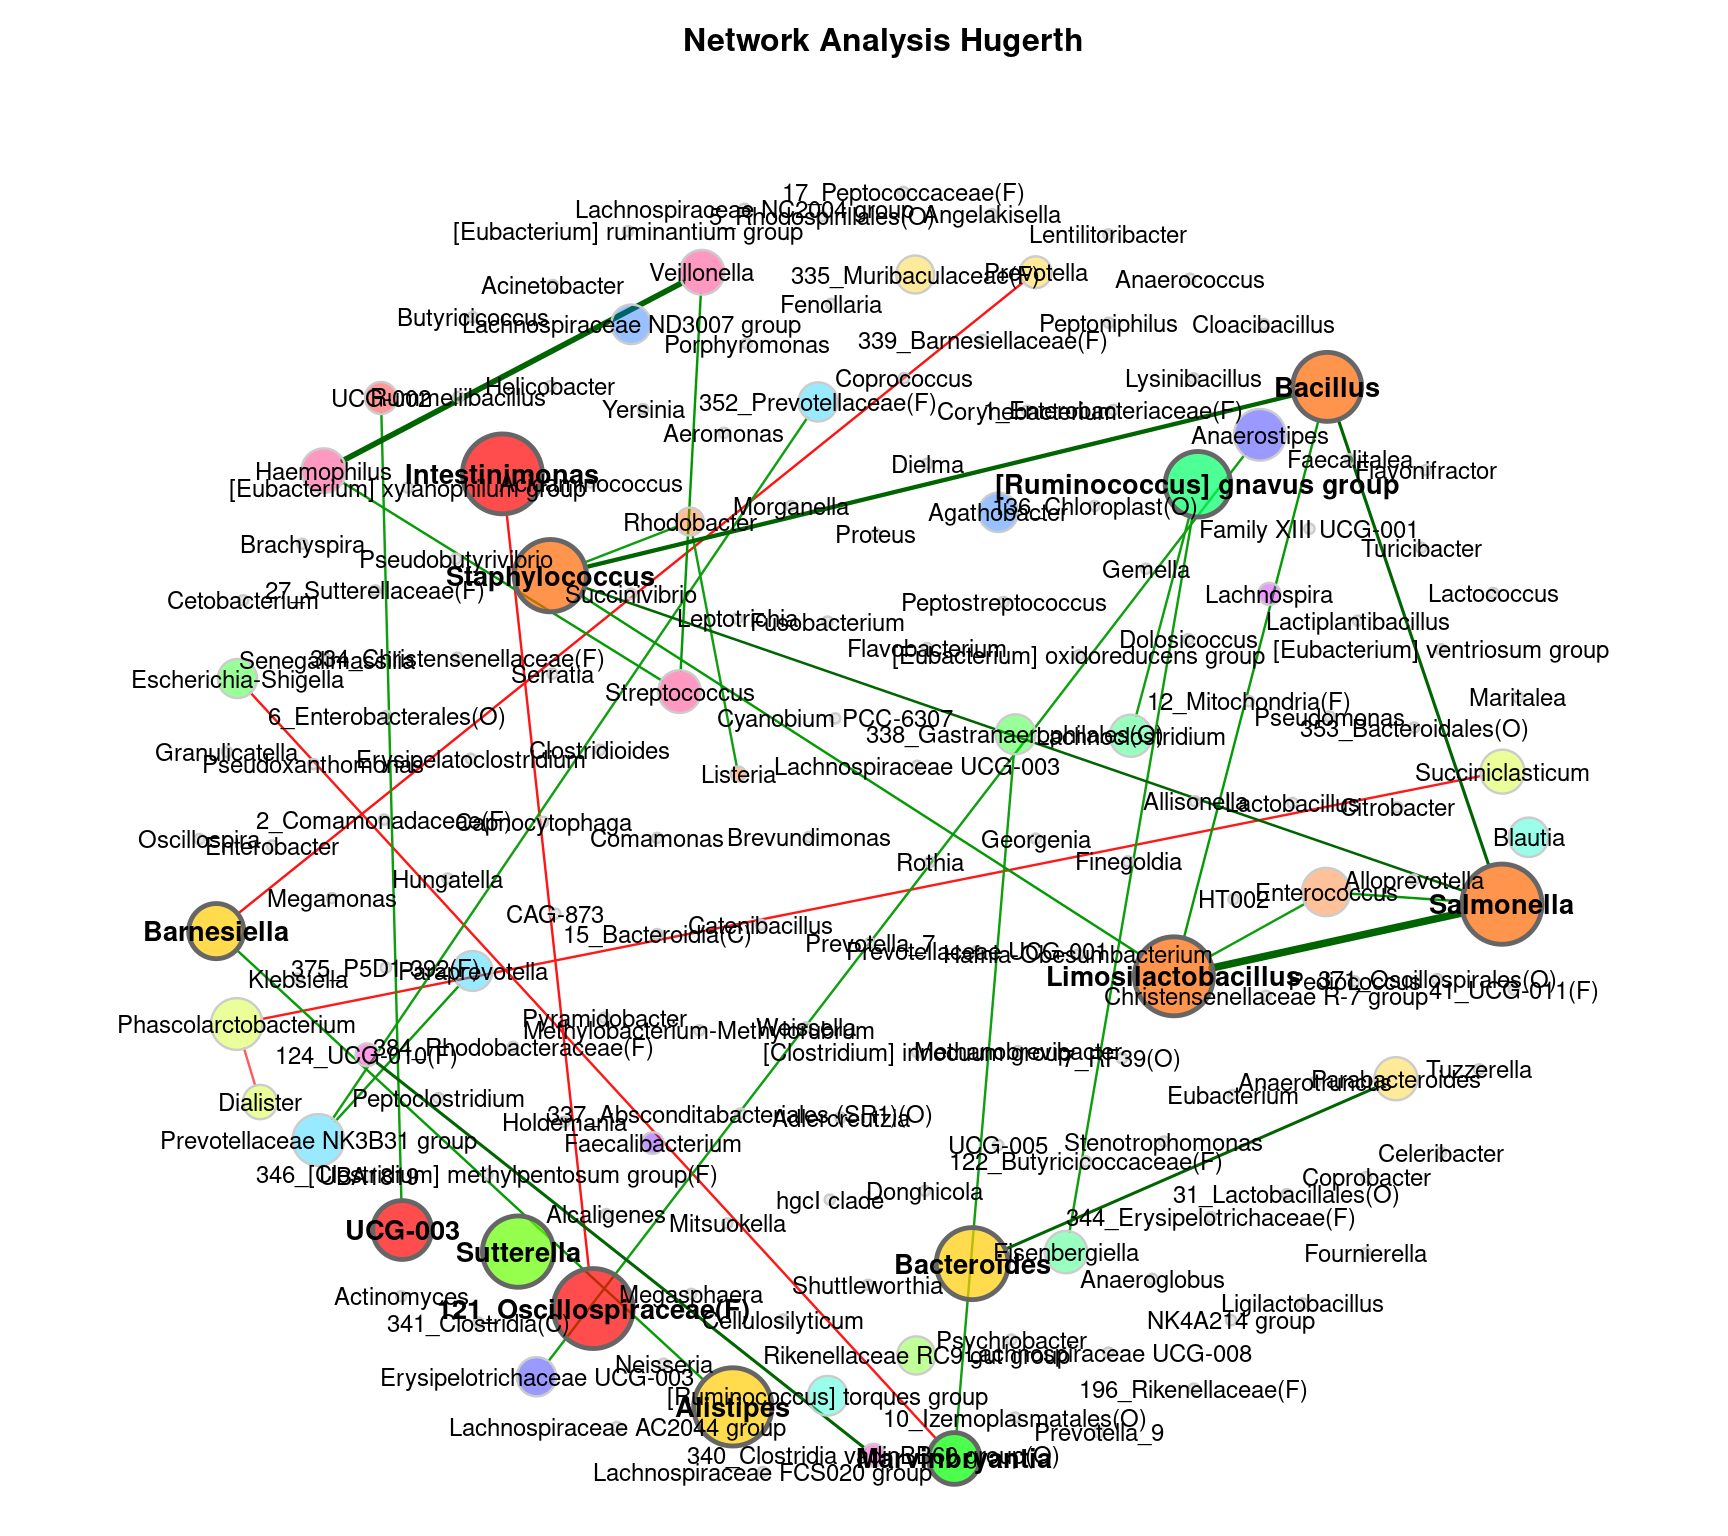 Network Analysis Hugerth
17_Peptococcaceae(F)
Lachnospiraceae NC2004 group
5_Rhodospirillales(O)
Angelakisella
[Eubacterium] ruminantium group
Lentilitoribacter
Veillonella
335_Muribaculaceae(F)
Prevotella
Anaerococcus
Acinetobacter
Fenollaria
Butyricicoccus
Lachnospiraceae ND3007 group
Peptoniphilus
Cloacibacillus
Porphyromonas
339_Barnesiellaceae(F)
Coprococcus
Lysinibacillus
Bacillus
Helicobacter
UCG-002
Rummeliibacillus
Yersinia
352_Prevotellaceae(F)
Corynebacterium
1_Enterobacteriaceae(F)
Aeromonas
Anaerostipes
Haemophilus
Intestinimonas
Dielma
Faecalitalea
Flavonifractor
[Eubacterium] xylanophilum group
Acidaminococcus
[Ruminococcus] gnavus group
Morganella
Agathobacter
136_Chloroplast(O)
Rhodobacter
Proteus
Family XIII UCG-001
Brachyspira
Turicibacter
Pseudobutyrivibrio
Staphylococcus
Gemella
27_Sutterellaceae(F)
Succinivibrio
Cetobacterium
Peptostreptococcus
Lachnospira
Lactococcus
Leptotrichia
Fusobacterium
Lactiplantibacillus
Dolosicoccus
Flavobacterium
[Eubacterium] oxidoreducens group
[Eubacterium] ventriosum group
Senegalimassilia
334_Christensenellaceae(F)
Serratia
Escherichia-Shigella
Streptococcus
12_Mitochondria(F)
Maritalea
6_Enterobacterales(O)
Cyanobium PCC-6307
Pseudomonas
353_Bacteroidales(O)
338_Gastranaerophilales(O)
Lachnoclostridium
Granulicatella
Pseudoxanthomonas
Erysipelatoclostridium
Clostridioides
Listeria
Lachnospiraceae UCG-003
Succiniclasticum
Allisonella
Lactobacillus
Citrobacter
2_Comamonadaceae(F)
Capnocytophaga
Oscillospira
Enterobacter
Comamonas
Brevundimonas
Georgenia
Blautia
Rothia
Finegoldia
Hungatella
Megamonas
HT002
Enterococcus
Alloprevotella
Salmonella
CAG-873
Catenibacillus
Barnesiella
15_Bacteroidia(C)
Prevotella_7
Prevotellaceae UCG-001
Hafnia-Obesumbacterium
Klebsiella
375_P5D1-392(F)
Paraprevotella
Limosilactobacillus
Pediococcus
371_Oscillospirales(O)
Christensenellaceae R-7 group
41_UCG-011(F)
Phascolarctobacterium
Pyramidobacter
Methylobacterium-Methylorubrum
Weissella
124_UCG-010(F)
384_Rhodobacteraceae(F)
[Clostridium] innocuum group
Methanobrevibacter
7_RF39(O)
Tuzzerella
Anaerotruncus
Parabacteroides
Eubacterium
Dialister
Peptoclostridium
Holdemania
337_Absconditabacteriales (SR1)(O)
Adlercreutzia
Prevotellaceae NK3B31 group
Faecalibacterium
UCG-005
Stenotrophomonas
Celeribacter
122_Butyricicoccaceae(F)
346_[Clostridium] methylpentosum group(F)
UBA1819
Coprobacter
hgcI clade
Donghicola
31_Lactobacillales(O)
UCG-003
Alcaligenes
Mitsuokella
344_Erysipelotrichaceae(F)
Sutterella
Bacteroides
Eisenbergiella
Fournierella
Anaeroglobus
Shuttleworthia
Actinomyces
121_Oscillospiraceae(F)
Megasphaera
Ligilactobacillus
341_Clostridia(C)
Cellulosilyticum
NK4A214 group
Psychrobacter
Neisseria
Rikenellaceae RC9 gut group
Lachnospiraceae UCG-008
Erysipelotrichaceae UCG-003
196_Rikenellaceae(F)
[Ruminococcus] torques group
Alistipes
10_Izemoplasmatales(O)
Lachnospiraceae AC2044 group
Prevotella_9
340_Clostridia vadinBB60 group(O)
Marvinbryantia
Lachnospiraceae FCS020 group